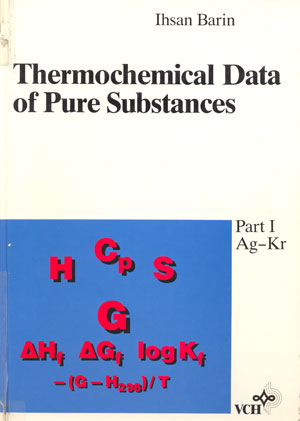 Ihsan Barin
Thermochemical Data
of Pure Substances
Part I
Ag–Kr
H Cp S
G
ΔHf ΔGf log Kf
–(G–H298)/T
VCH